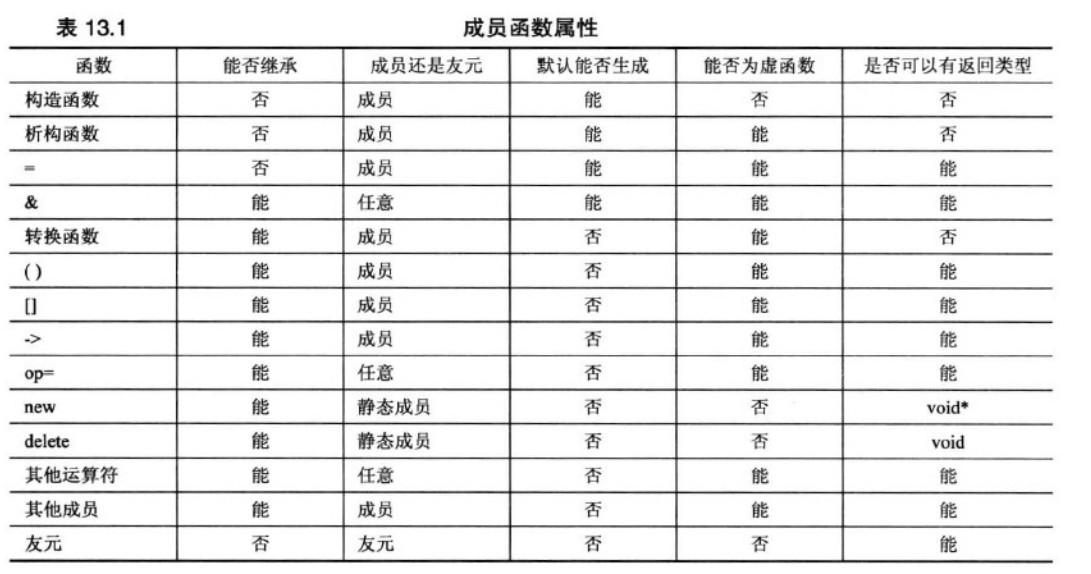 表 13.1 成员函数属性
函数 能否继承 成员还是友元 默认能否生成 能否为虚函数 是否可以有返回类型
构造函数 否 成员 能 否 否
析构函数 否 成员 能 能 否
= 否 成员 能 能 能
& 能 任意 能 能 能
转换函数 能 成员 否 能 否
( ) 能 成员 否 能 能
[] 能 成员 否 能 能
-> 能 成员 否 能 能
op= 能 任意 否 能 能
new 能 静态成员 否 否 void*
delete 能 静态成员 否 否 void
其他运算符 能 任意 否 能 能
其他成员 能 成员 否 能 能
友元 否 友元 否 否 能